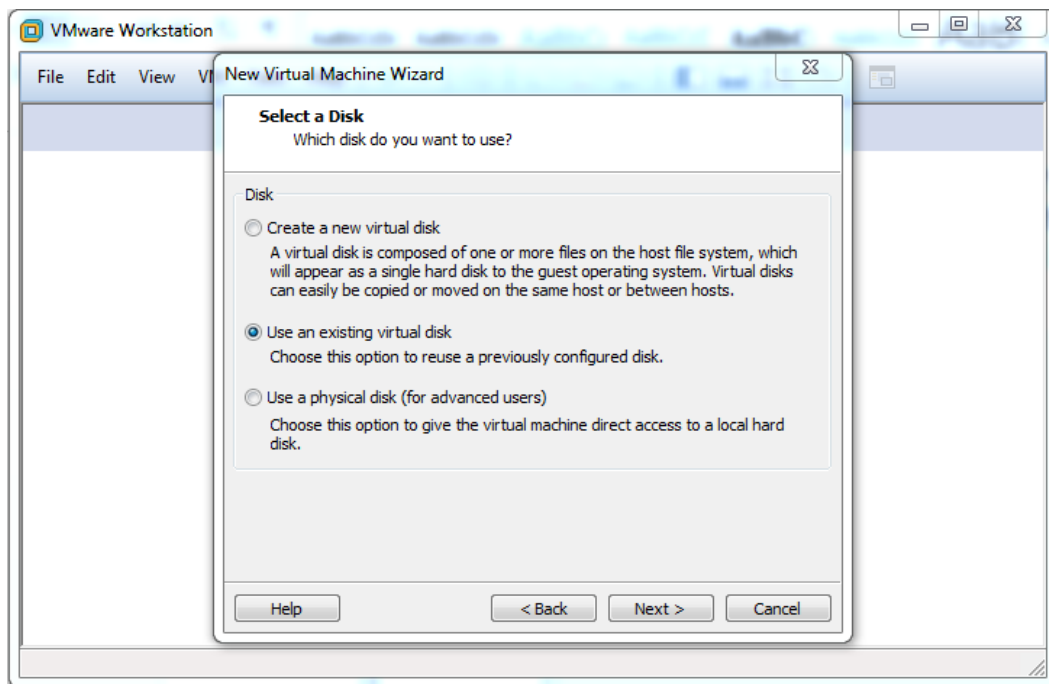 VMware Workstation
File Edit View
New Virtual Machine Wizard
Select a Disk
Which disk do you want to use?
Disk
Create a new virtual disk
A virtual disk is composed of one or more files on the host file system, which
will appear as a single hard disk to the guest operating system. Virtual disks
can easily be copied or moved on the same host or between hosts.
Use an existing virtual disk
Choose this option to reuse a previously configured disk.
Use a physical disk (for advanced users)
Choose this option to give the virtual machine direct access to a local hard
disk.
Help < Back Next > Cancel